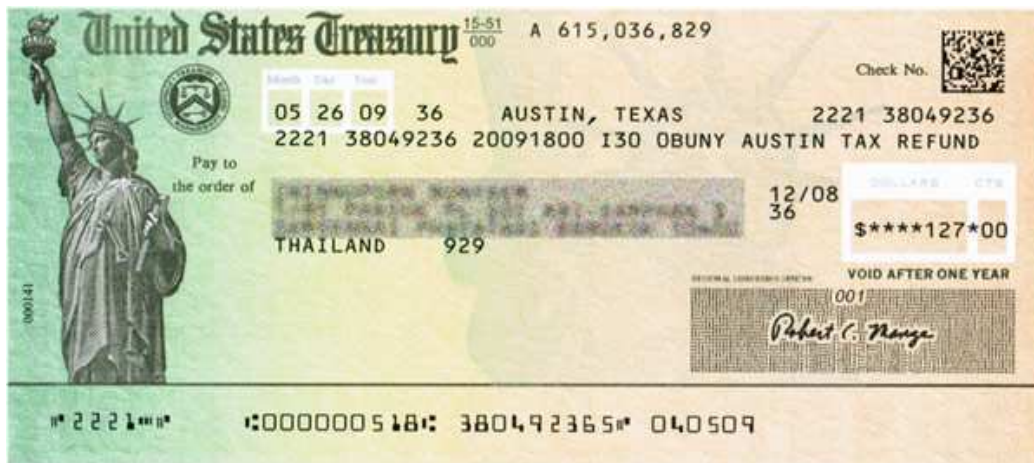 United States Treasury 15-51 A 615,036,829
000
Check No.
Month Day Year
05 26 09 36 AUSTIN, TEXAS 2221 38049236
2221 38049236 20091800 I30 OBUNY AUSTIN TAX REFUND
Pay to
the order of
12/08
36
DOLLARS CTS
$****127*00
THAILAND 929
VOID AFTER ONE YEAR
001
000141
⑈2221⑈ ⑆000000518⑆ 380492365⑈ 040509